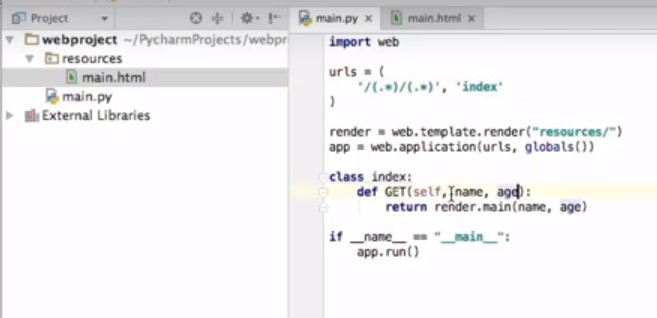 Project
main.py
main.html
webproject ~/PycharmProjects/webpr
resources
main.html
main.py
External Libraries
import web
urls = (
'/(.*)/(.*)', 'index'
)
render = web.template.render("resources/")
app = web.application(urls, globals())
class index:
def GET(self, name, age):
return render.main(name, age)
if __name__ == "__main__":
app.run()